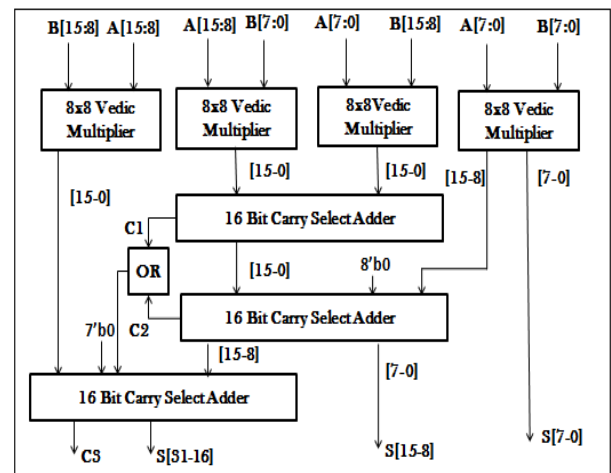 B[15:8] A[15:8] A[15:8] B[7:0] A[7:0] B[15:8] A[7:0] B[7:0]
8x8 Vedic Multiplier
8x8 Vedic Multiplier
8x8Vedic Multiplier
8x8 Vedic Multiplier
[15-0] [15-0] [15-8] [7-0]
[15-0]
16 Bit Carry Select Adder
C1
OR
[15-0]
8'b0
16 Bit Carry Select Adder
7'b0
C2
[15-8]
[7-0]
16 Bit Carry Select Adder
C3
S[31-16]
S[15-8]
S[7-0]